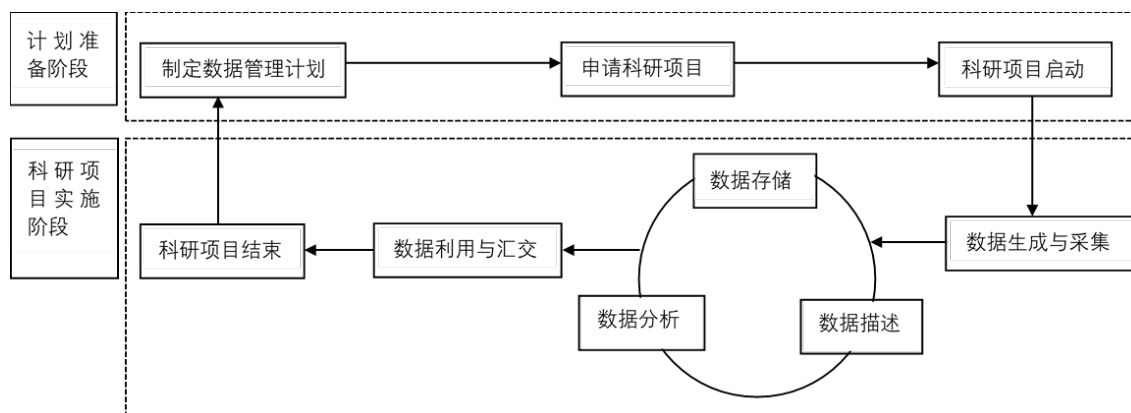 计划准
备阶段
制定数据管理计划
申请科研项目
科研项目启动
科研项
目实施
阶段
数据存储
科研项目结束
数据利用与汇交
数据生成与采集
数据分析
数据描述